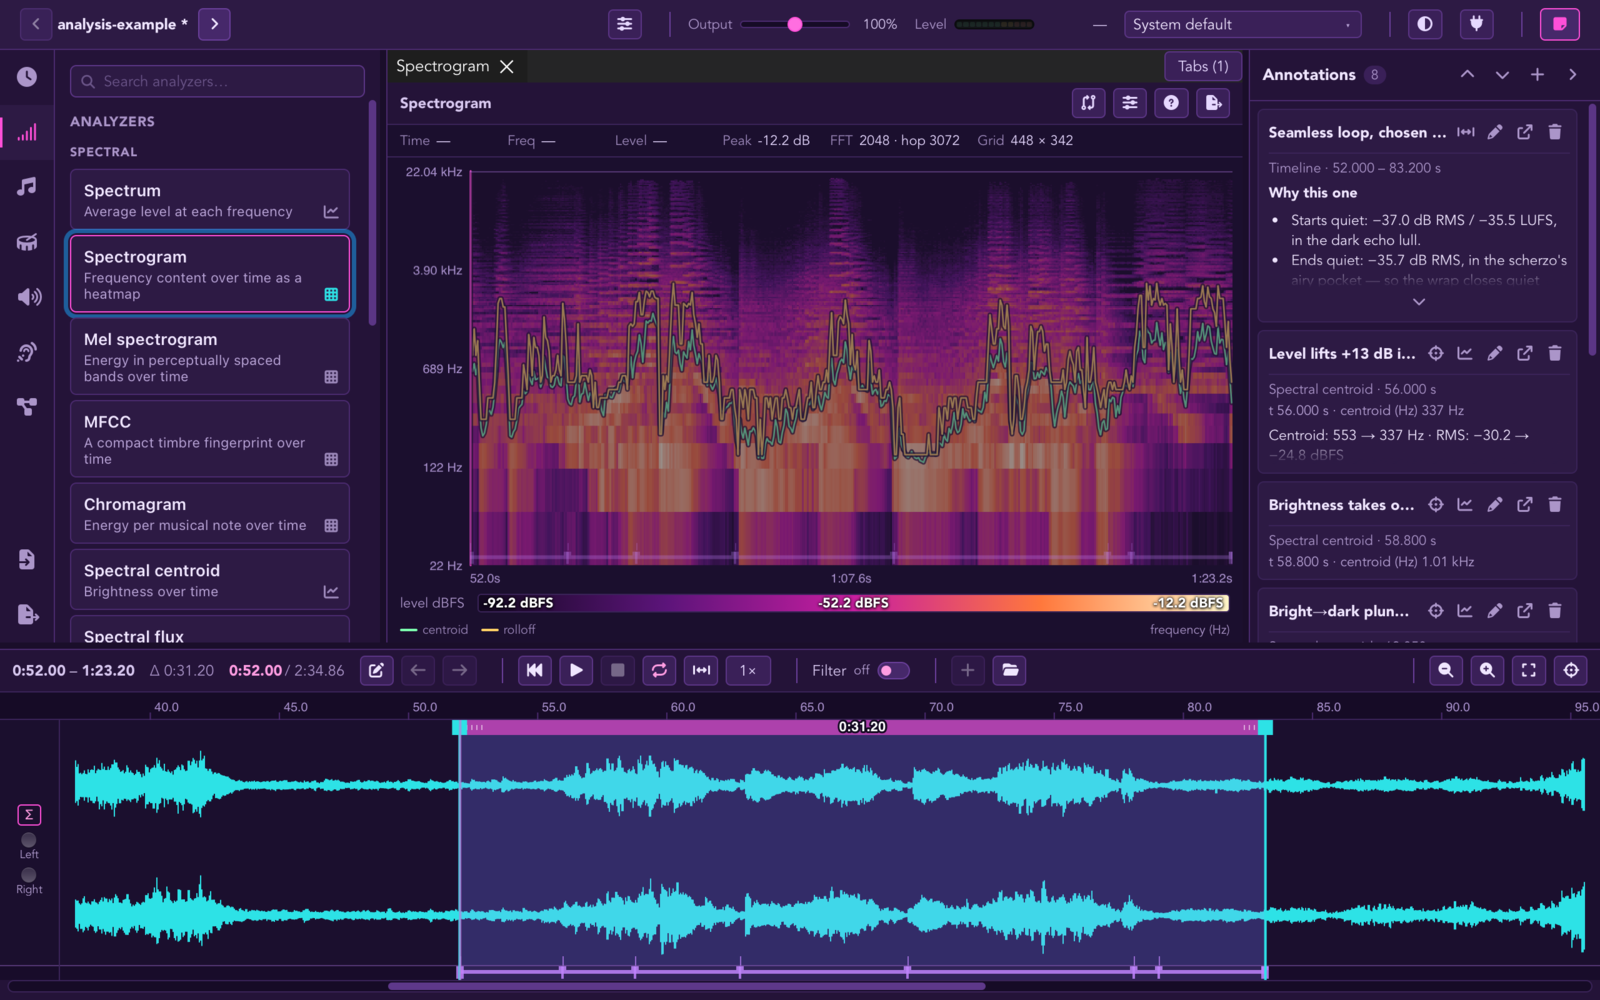 analysis-example *
Output 100% Level — System default
Search analyzers...
ANALYZERS
SPECTRAL
Spectrum
Average level at each frequency
Spectrogram
Frequency content over time as a
heatmap
Mel spectrogram
Energy in perceptually spaced
bands over time
MFCC
A compact timbre fingerprint over
time
Chromagram
Energy per musical note over time
Spectral centroid
Brightness over time
Spectral flux
Spectrogram
Tabs (1)
Spectrogram
Time — Freq — Level — Peak -12.2 dB FFT 2048 · hop 3072 Grid 448 × 342
22.04 kHz
3.90 kHz
689 Hz
122 Hz
22 Hz
52.0s 1:07.6s 1:23.2s
level dBFS -92.2 dBFS -52.2 dBFS -12.2 dBFS
centroid rolloff frequency (Hz)
Annotations 8
Seamless loop, chosen ...
Timeline · 52.000 – 83.200 s
Why this one
• Starts quiet: −37.0 dB RMS / −35.5 LUFS,
in the dark echo lull.
• Ends quiet: −35.7 dB RMS, in the scherzo's
airy pocket — so the wrap closes quiet
Level lifts +13 dB i...
Spectral centroid · 56.000 s
t 56.000 s · centroid (Hz) 337 Hz
Centroid: 553 → 337 Hz · RMS: −30.2 →
−24.8 dBFS
Brightness takes o...
Spectral centroid · 58.800 s
t 58.800 s · centroid (Hz) 1.01 kHz
Bright→dark plun...
0:52.00 – 1:23.20 Δ 0:31.20 0:52.00 / 2:34.86 1× Filter off
40.0 45.0 50.0 55.0 60.0 65.0 70.0 75.0 80.0 85.0 90.0 95.0
0:31.20
Σ
Left
Right